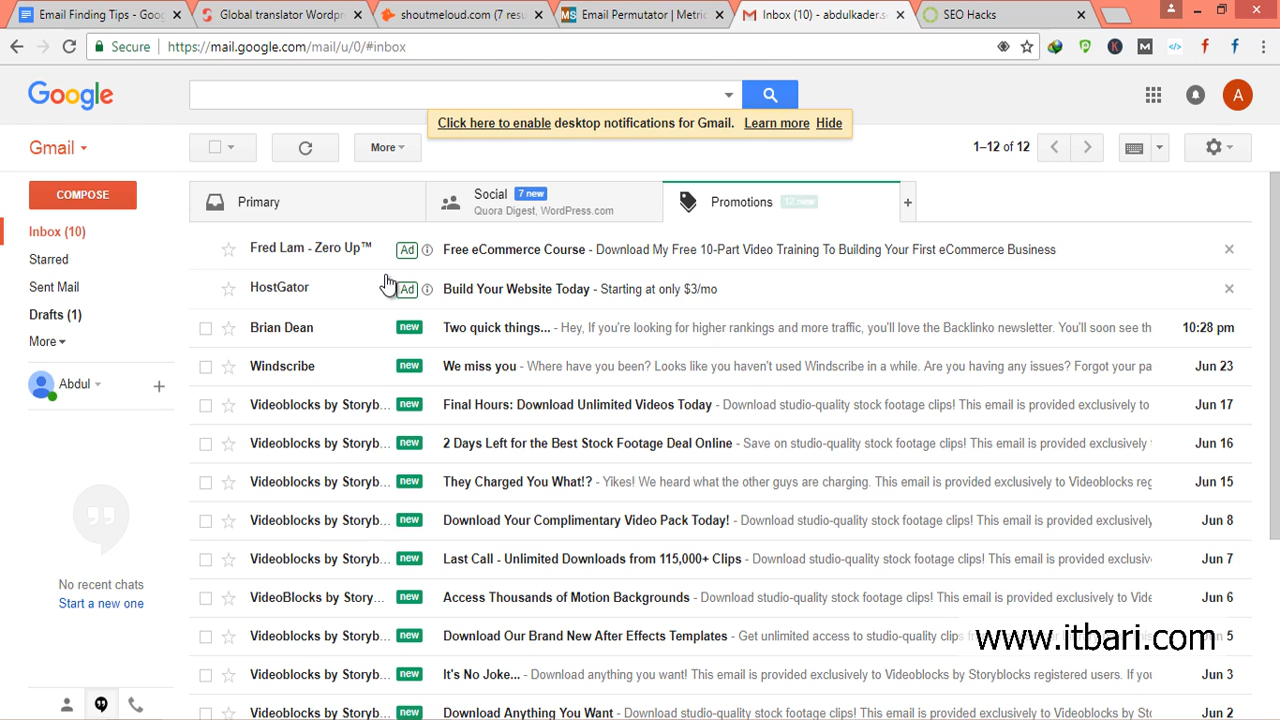 Email Finding Tips - Goog
Global translator Wordpr
shoutmeloud.com (7 resu
MS Email Permutator | Metric
Inbox (10) - abdulkader.s
SEO Hacks
Secure https://mail.google.com/mail/u/0/#inbox
Google
A
Click here to enable desktop notifications for Gmail. Learn more Hide
Gmail
More
1–12 of 12
COMPOSE
Inbox (10)
Starred
Sent Mail
Drafts (1)
More
Abdul
No recent chats
Start a new one
Primary
Social 7 new
Quora Digest, WordPress.com
Promotions 12 new
Fred Lam - Zero Up™ Ad Free eCommerce Course - Download My Free 10-Part Video Training To Building Your First eCommerce Business
HostGator Ad Build Your Website Today - Starting at only $3/mo
Brian Dean new Two quick things... - Hey, If you're looking for higher rankings and more traffic, you'll love the Backlinko newsletter. You'll soon see th 10:28 pm
Windscribe new We miss you - Where have you been? Looks like you haven't used Windscribe in a while. Are you having any issues? Forgot your pa Jun 23
Videoblocks by Storyb... new Final Hours: Download Unlimited Videos Today - Download studio-quality stock footage clips! This email is provided exclusively to Jun 17
Videoblocks by Storyb... new 2 Days Left for the Best Stock Footage Deal Online - Save on studio-quality stock footage clips! This email is provided exclusively Jun 16
Videoblocks by Storyb... new They Charged You What!? - Yikes! We heard what the other guys are charging. This email is provided exclusively to Videoblocks reg Jun 15
Videoblocks by Storyb... new Download Your Complimentary Video Pack Today! - Download studio-quality stock footage clips! This email is provided exclusively Jun 8
Videoblocks by Storyb... new Last Call - Unlimited Downloads from 115,000+ Clips - Download studio-quality stock footage clips! This email is provided exclusiv Jun 7
VideoBlocks by Story... new Access Thousands of Motion Backgrounds - Download studio-quality stock footage clips! This email is provided exclusively to Vide Jun 6
Videoblocks by Storyb... new Download Our Brand New After Effects Templates - Get unlimited access to studio-quality stock footage clips 5
www.itbari.com
Videoblocks by Storyb... new It's No Joke... - Download anything you want! This email is provided exclusively to Videoblocks by Storyblocks registered users. If yo Jun 3
Videoblocks by Storyb... new Download Anything You Want - Download studio-quality stock footage clips! This email is provided exclusively to Videoblocks by Jun 2